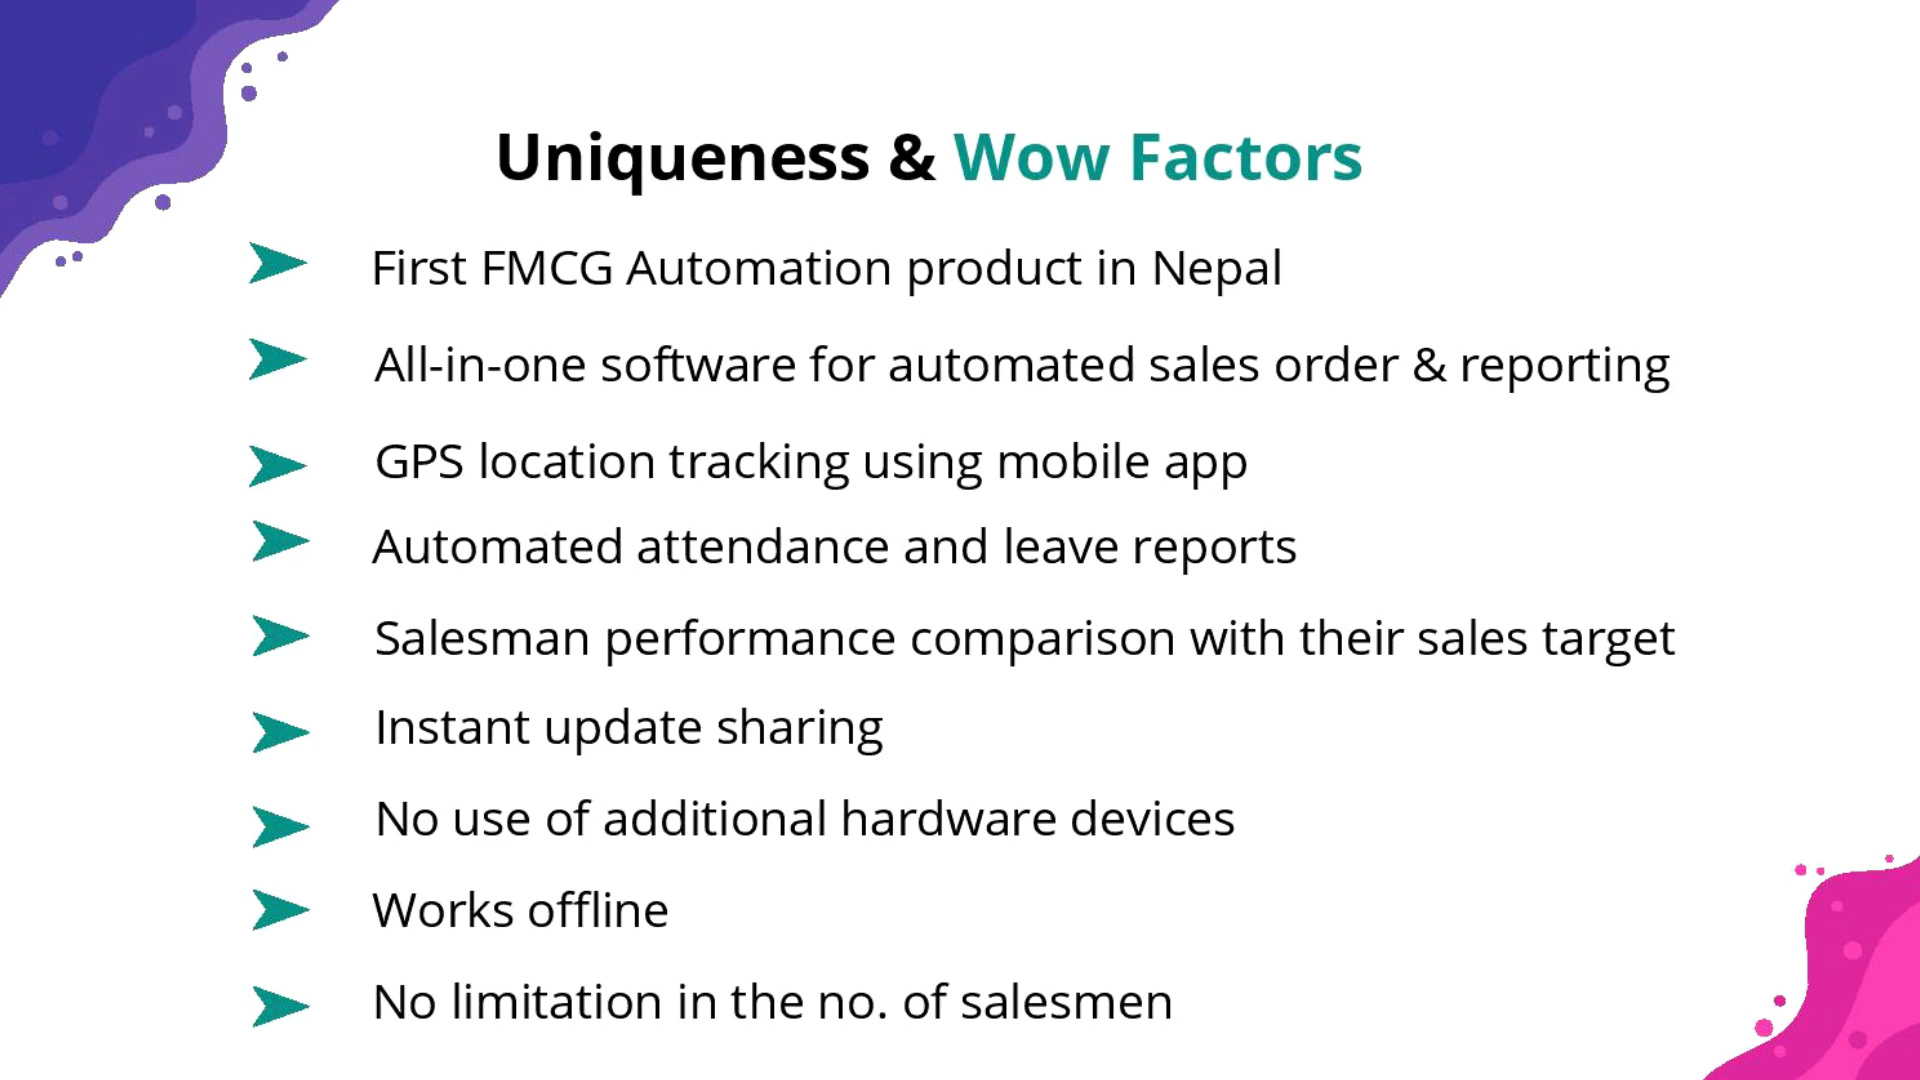 Uniqueness & Wow Factors
First FMCG Automation product in Nepal
All-in-one software for automated sales order & reporting
GPS location tracking using mobile app
Automated attendance and leave reports
Salesman performance comparison with their sales target
Instant update sharing
No use of additional hardware devices
Works offline
No limitation in the no. of salesmen